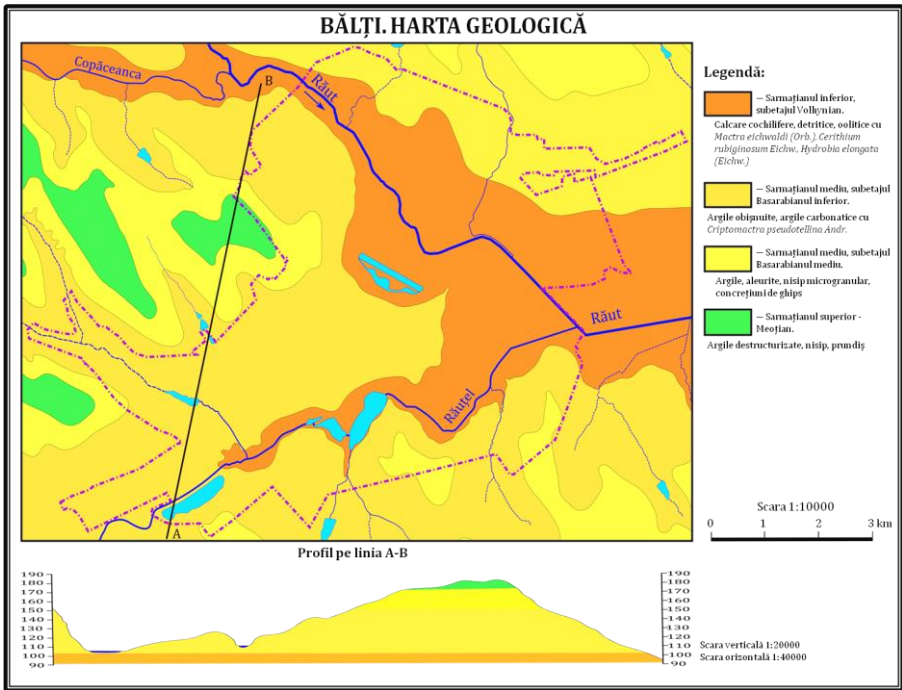 BĂLȚI. HARTA GEOLOGICĂ
Copăceanca
B
Răut
Răut
Răuțel
A
Legendă:
— Sarmațianul inferior,
subetajul Volhynian.
Calcare cochilifere, detritice, oolitice cu
Mactra eichwaldi (Orb.), Cerithium
rubiginosum Eichw., Hydrobia elongata
(Eichw.)
— Sarmațianul mediu, subetajul
Basarabianul inferior.
Argile obișnuite, argile carbonatice cu
Criptomactra pseudotellina Andr.
— Sarmațianul mediu, subetajul
Basarabianul mediu.
Argile, aleurite, nisip microgranular,
concrețiuni de ghips
— Sarmațianul superior -
Meoțian.
Argile destructurizate, nisip, prundiș
Scara 1:10000
0 1 2 3 km
Profil pe linia A-B
190 190
180 180
170 170
160 160
150 150
140 140
130 130
120 120
110 110
100 100
90 90
Scara verticală 1:20000
Scara orizontală 1:40000